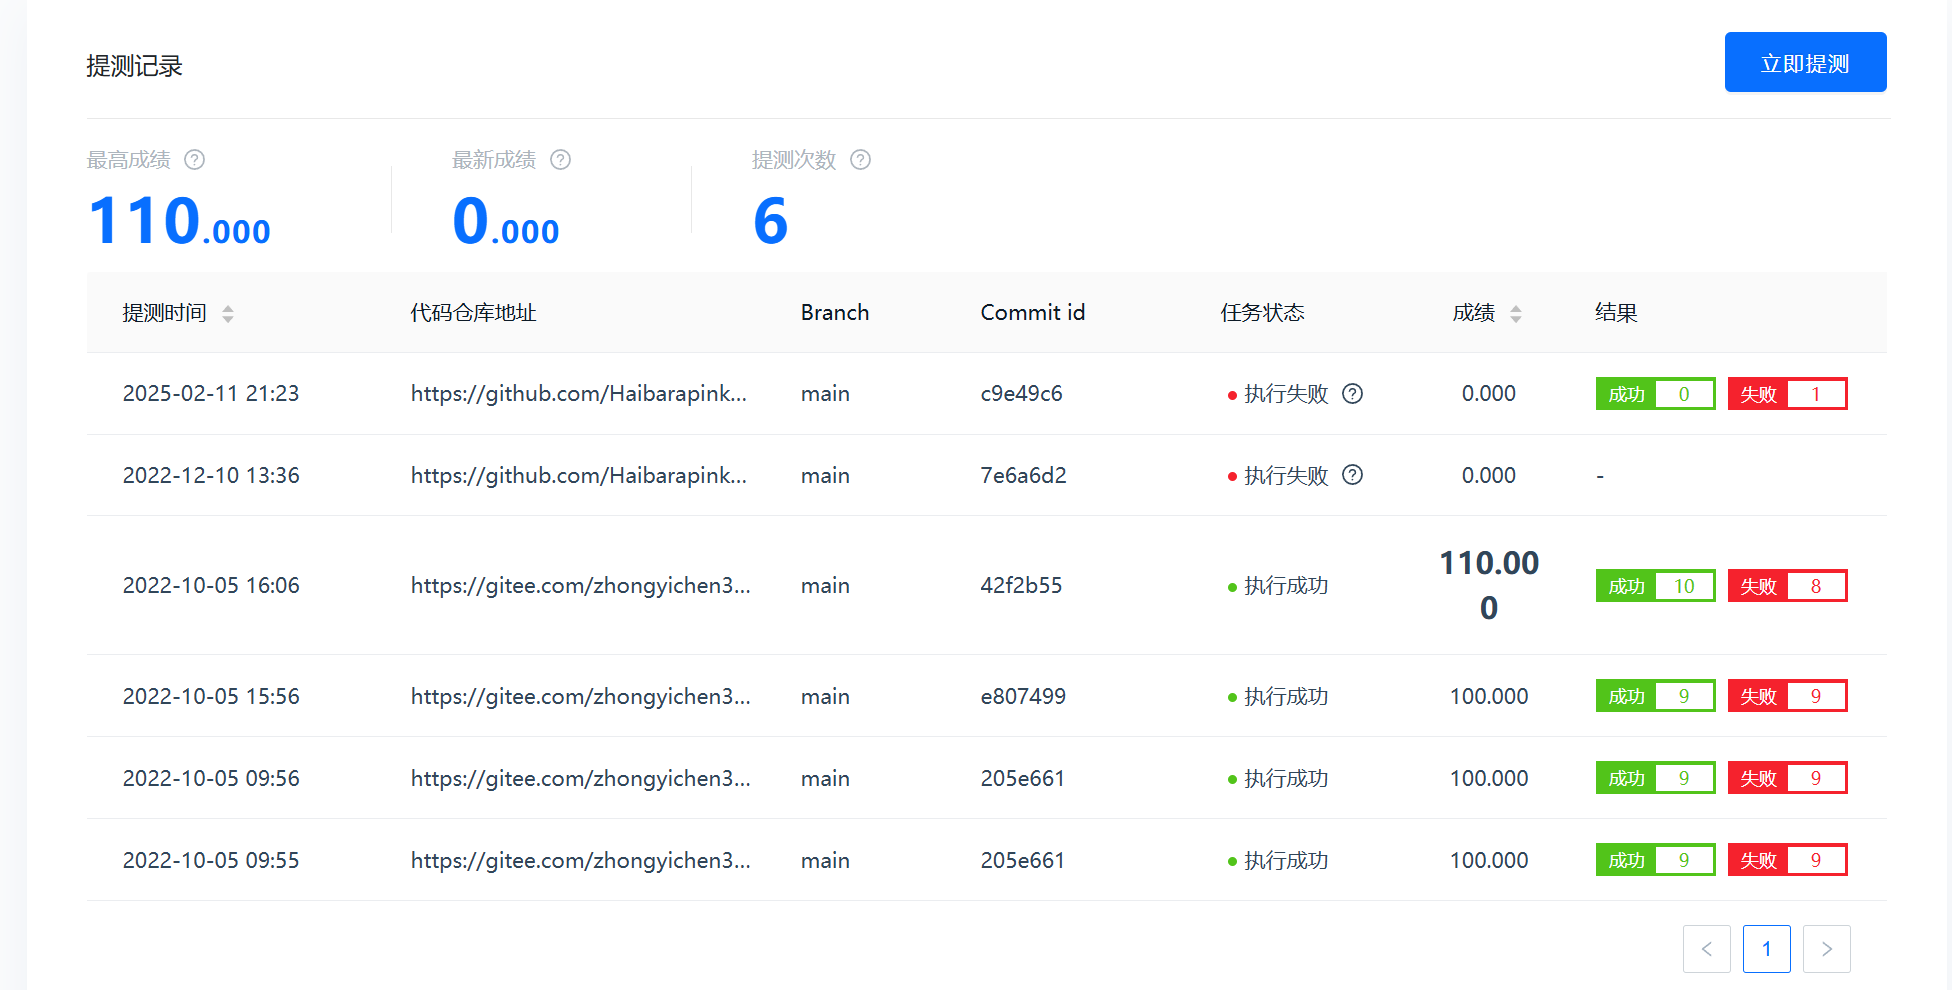 提测记录
立即提测
最高成绩
最新成绩
提测次数
110.000
0.000
6
提测时间 代码仓库地址 Branch Commit id 任务状态 成绩 结果
2025-02-11 21:23 https://github.com/Haibarapink... main c9e49c6 执行失败 0.000 成功 0 失败 1
2022-12-10 13:36 https://github.com/Haibarapink... main 7e6a6d2 执行失败 0.000 -
2022-10-05 16:06 https://gitee.com/zhongyichen3... main 42f2b55 执行成功 110.00
0 成功 10 失败 8
2022-10-05 15:56 https://gitee.com/zhongyichen3... main e807499 执行成功 100.000 成功 9 失败 9
2022-10-05 09:56 https://gitee.com/zhongyichen3... main 205e661 执行成功 100.000 成功 9 失败 9
2022-10-05 09:55 https://gitee.com/zhongyichen3... main 205e661 执行成功 100.000 成功 9 失败 9
< 1 >